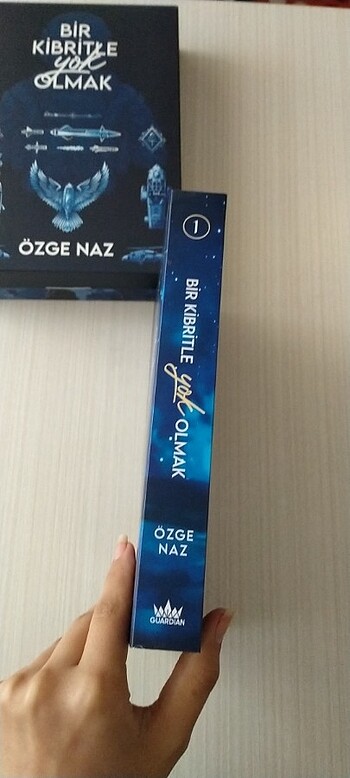 BİR
KİBRİTLE
yok
OLMAK
ÖZGE NAZ
1
BİR KİBRİTLE yok OLMAK
ÖZGE
NAZ
GUARDIAN